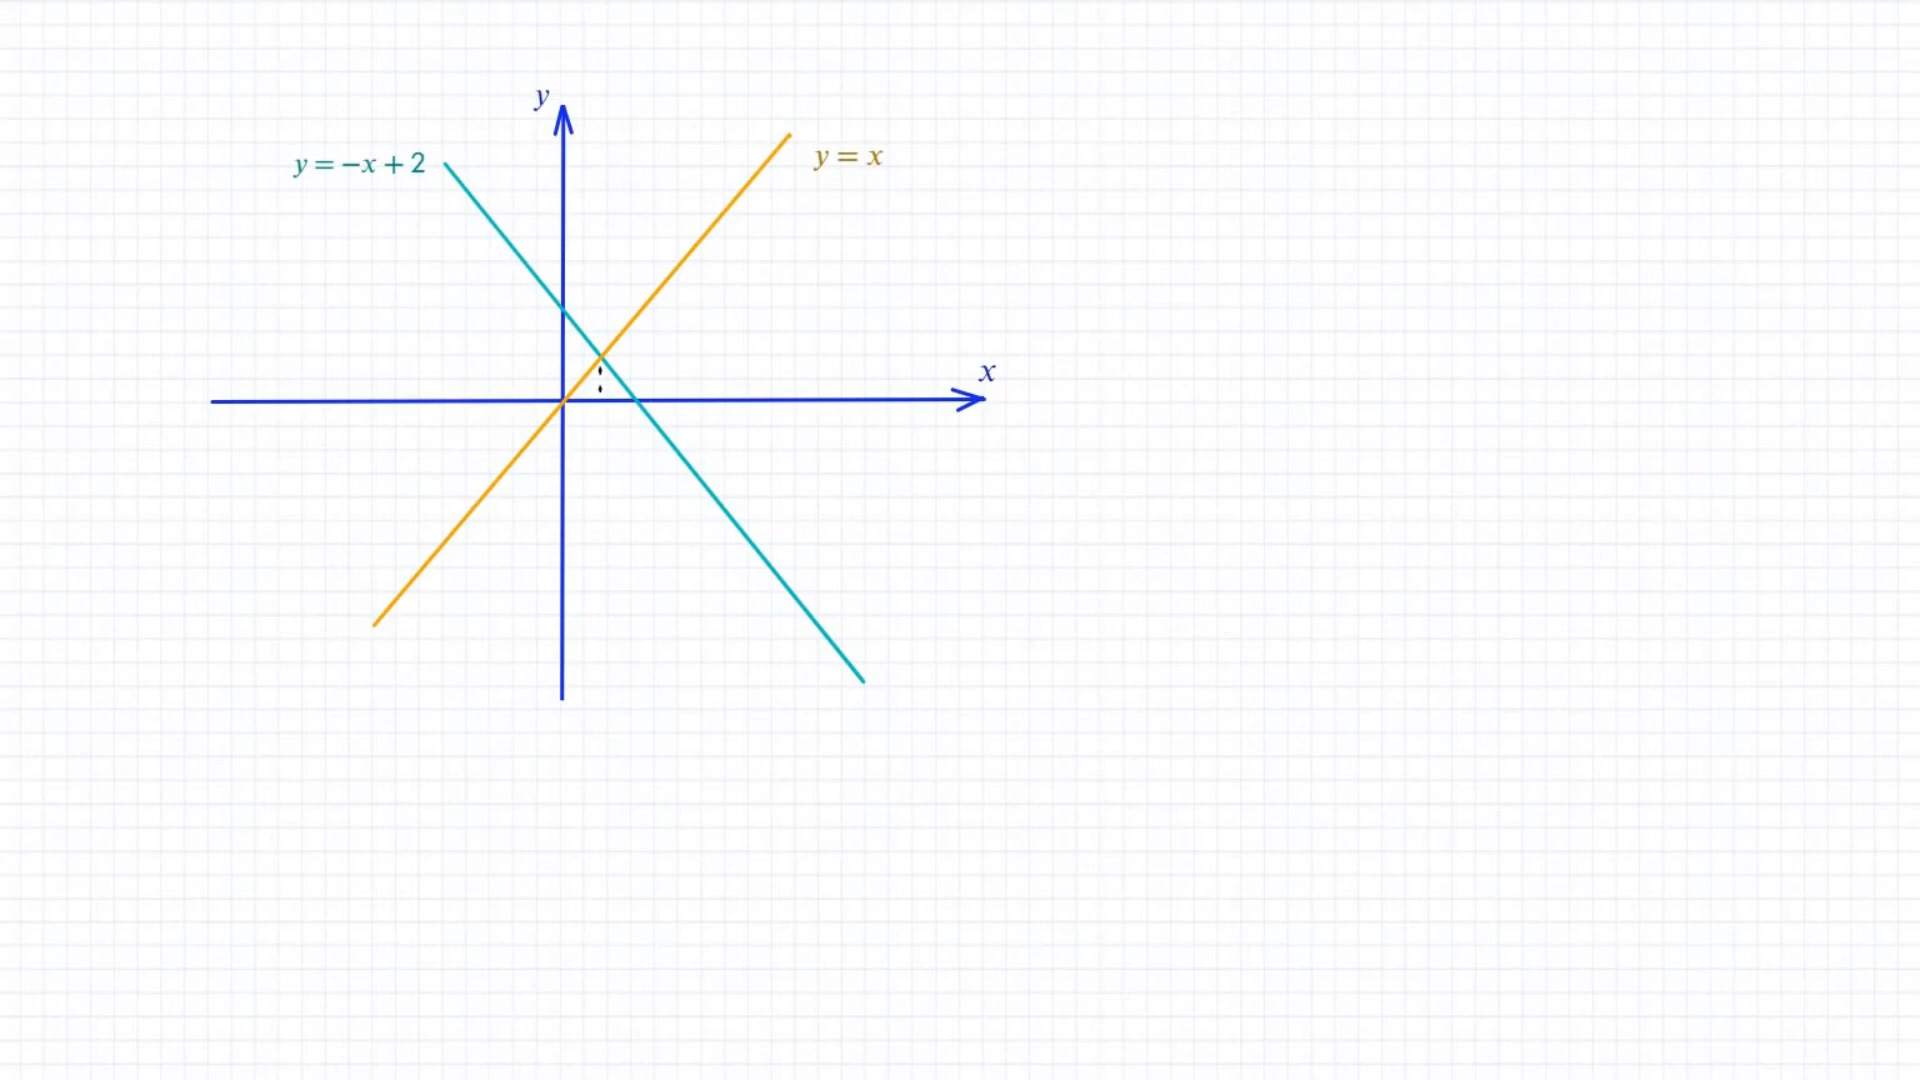 y
y = −x + 2
y = x
x